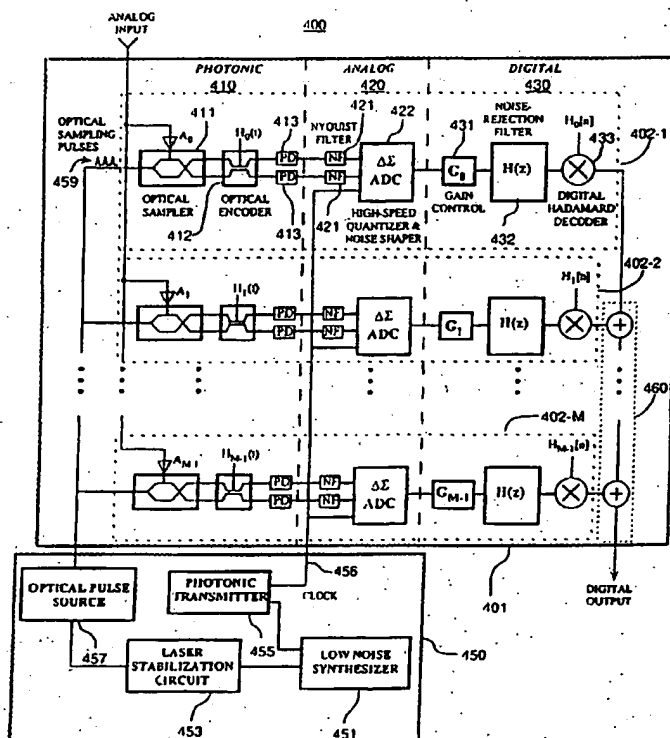 ANALOG
INPUT
400
PHOTONIC
410
ANALOG
420
DIGITAL
430
OPTICAL
SAMPLING
PULSES
459
A0
411
H0(t)
413
NYQUIST
FILTER
421
422
NOISE-
REJECTION
FILTER
431
H0[n]
433
402-1
PD
NF
PD
NF
ΔΣ
ADC
G0
H(z)
OPTICAL
SAMPLER
412
OPTICAL
ENCODER
413
421
HIGH-SPEED
QUANTIZER &
NOISE SHAPER
GAIN
CONTROL
432
DIGITAL
HADAMARD
DECODER
402-2
A1
H1(t)
PD
NF
PD
NF
ΔΣ
ADC
G1
H(z)
+
460
402-M
AM-1
HM-1(t)
PD
NF
PD
NF
ΔΣ
ADC
GM-1
H(z)
+
456
401
DIGITAL
OUTPUT
OPTICAL PULSE
SOURCE
PHOTONIC
TRANSMITTER
CLOCK
457
455
450
LASER
STABILIZATION
CIRCUIT
LOW NOISE
SYNTHESIZER
453
451